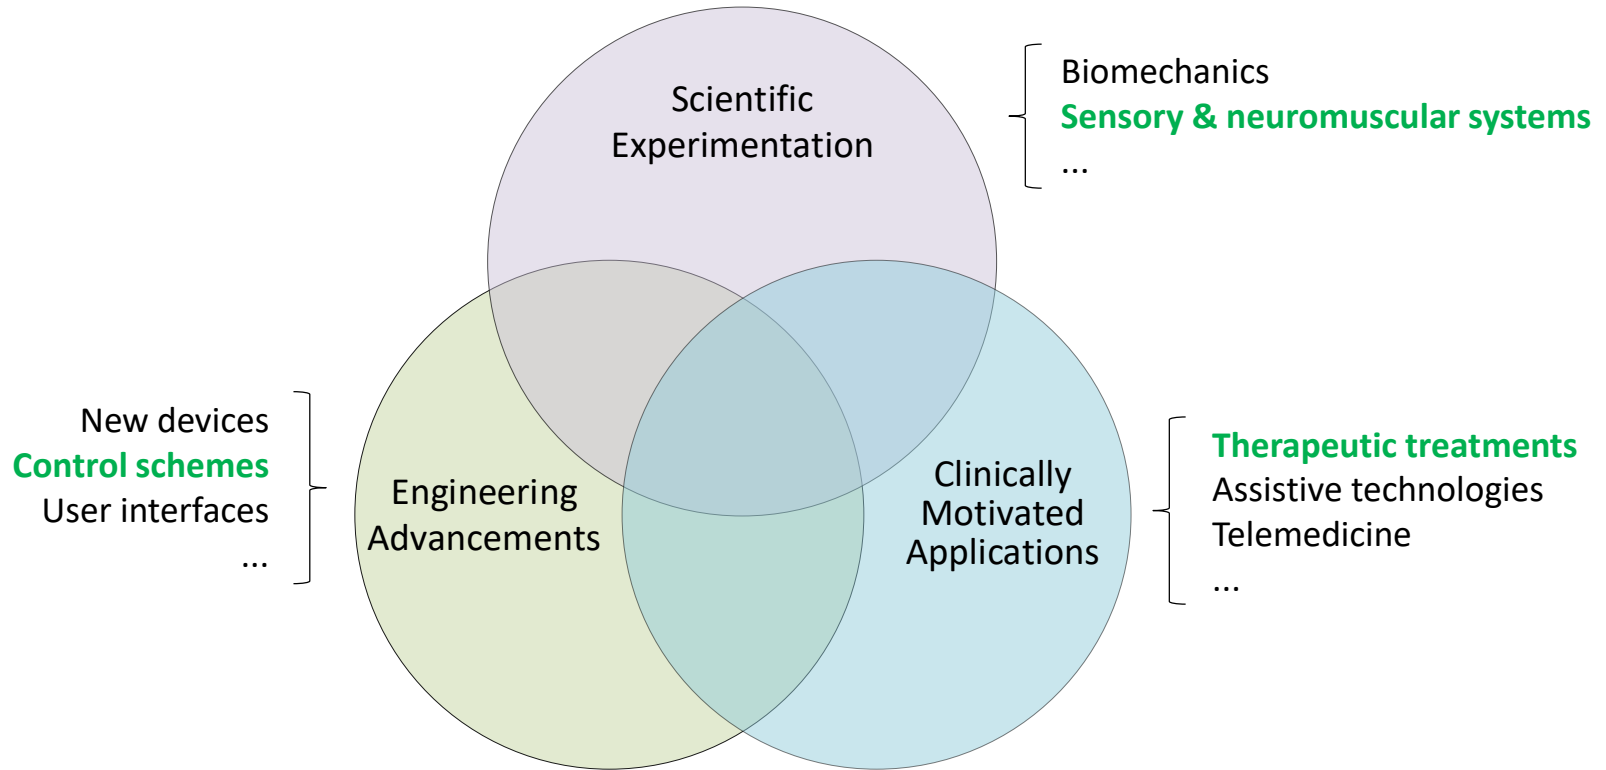 Scientific
Experimentation
Biomechanics
Sensory & neuromuscular systems
...
New devices
Control schemes
User interfaces
...
Engineering
Advancements
Clinically
Motivated
Applications
Therapeutic treatments
Assistive technologies
Telemedicine
...